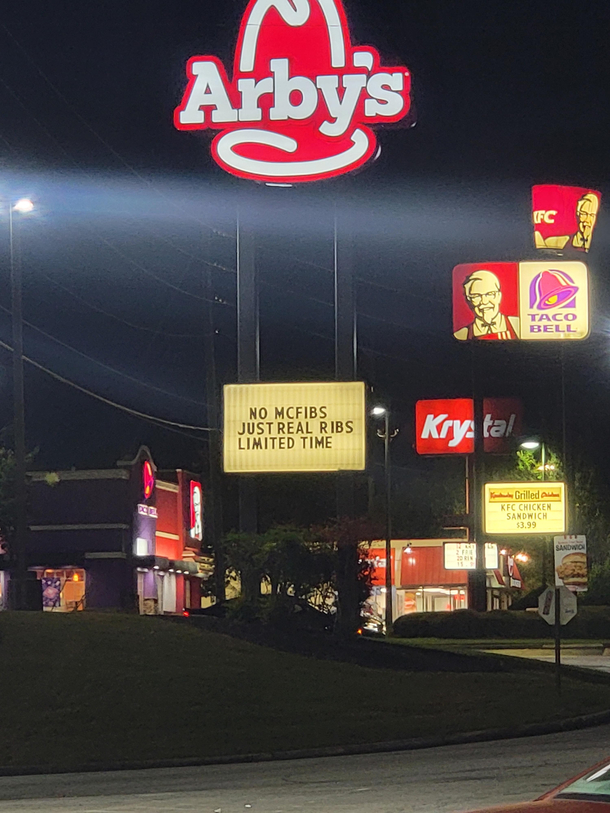 Arby's
KFC
TACO
BELL
NO MCFIBS
JUST REAL RIBS
LIMITED TIME
Krystal
Grilled
KFC CHICKEN
SANDWICH
$3.99
SANDWICH